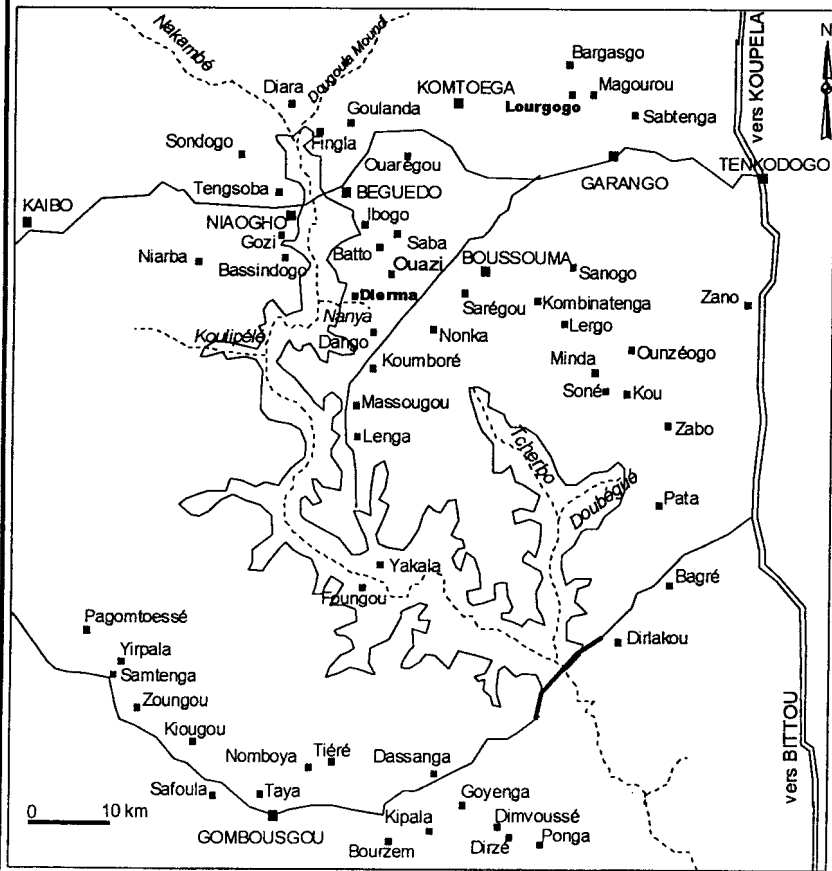 Nakambé
Dougoula Mound
N
vers KOUPELA
Bargasgo
Diara
KOMTOEGA
Lourgogo
Magourou
Goulanda
Sabtenga
Fingla
Sondogo
Ouarégou
GARANGO
TENKODOGO
Tengsoba
BEGUEDO
KAIBO
NIAOGHO
Ibogo
Gozi
Saba
Batto
Niarba
Bassindogo
Ouazi
BOUSSOUMA
Sanogo
Dierma
Sarégou
Kombinatenga
Zano
Nanya
Koulipélé
Dango
Nonka
Lergo
Koumboré
Minda
Ounzéogo
Soné
Kou
Massougou
Zabo
Lenga
Tcherbo
Doubégué
Pata
Yakala
Foungou
Bagré
Pagomtoessé
Dirlakou
Yirpala
Samtenga
Zoungou
Kiougou
Nomboya
Tiéré
Dassanga
vers BITTOU
Safoula
Taya
Goyenga
0 10 km
GOMBOUSGOU
Kipala
Dimvoussé
Bourzem
Dirzé
Ponga